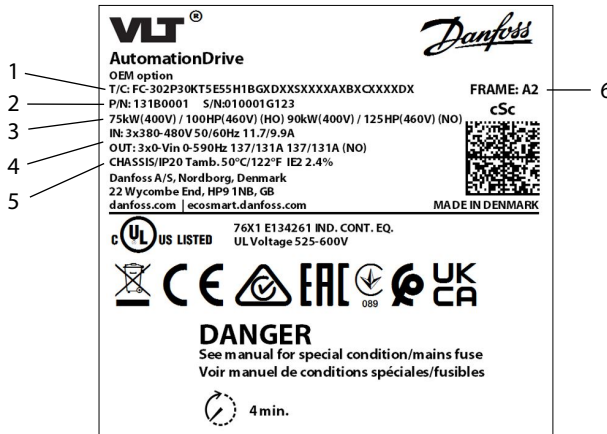 VLT®
Danfoss
AutomationDrive
OEM option
1
T/C: FC-302P30KT5E55H1BGXDXXSXXXXAXBXCXXXXDX
FRAME: A2
6
2
P/N: 131B0001 S/N:010001G123
cSc
3
75kW(400V) / 100HP(460V) (HO) 90kW(400V) / 125HP(460V) (NO)
IN: 3x380-480V 50/60Hz 11.7/9.9A
4
OUT: 3x0-Vin 0-590Hz 137/131A 137/131A (NO)
5
CHASSIS/IP20 Tamb. 50°C/122°F IE2 2.4%
Danfoss A/S, Nordborg, Denmark
22 Wycombe End, HP9 1NB, GB
danfoss.com | ecosmart.danfoss.com
MADE IN DENMARK
c UL US LISTED
76X1 E134261 IND. CONT. EQ.
UL Voltage 525-600V
CE
EAC
089
UK
CA
DANGER
See manual for special condition/mains fuse
Voir manuel de conditions spéciales/fusibles
4 min.